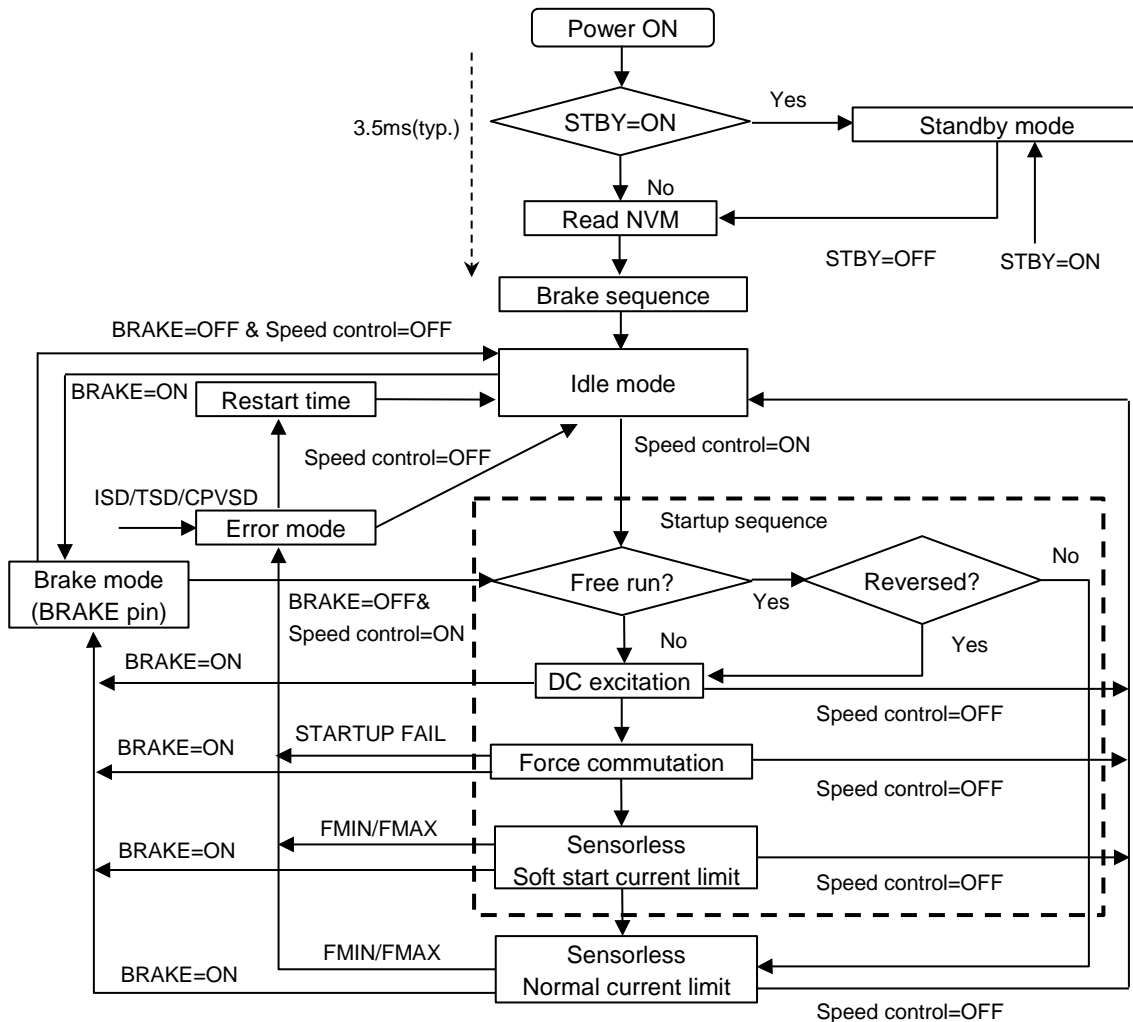 Power ON
3.5ms(typ.)
STBY=ON
Yes
Standby mode
No
Read NVM
STBY=OFF
STBY=ON
Brake sequence
BRAKE=OFF & Speed control=OFF
Idle mode
BRAKE=ON
Restart time
Speed control=OFF
Speed control=ON
ISD/TSD/CPVSD
Error mode
Startup sequence
Free run?
Yes
Reversed?
No
Brake mode
(BRAKE pin)
BRAKE=OFF&
Speed control=ON
No
Yes
BRAKE=ON
DC excitation
Speed control=OFF
BRAKE=ON
STARTUP FAIL
Force commutation
Speed control=OFF
BRAKE=ON
FMIN/FMAX
Sensorless
Soft start current limit
Speed control=OFF
BRAKE=ON
FMIN/FMAX
Sensorless
Normal current limit
Speed control=OFF